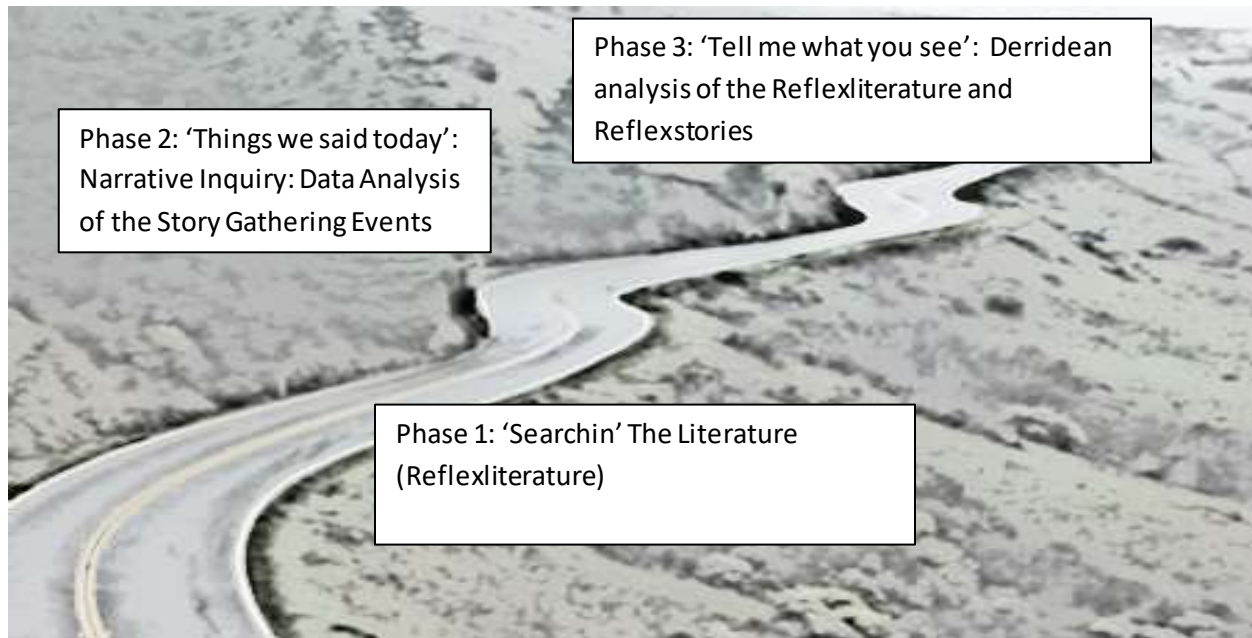 Phase 3: ‘Tell me what you see’: Derridean
analysis of the Reflexliterature and
Reflexstories
Phase 2: ‘Things we said today’:
Narrative Inquiry: Data Analysis
of the Story Gathering Events
Phase 1: ‘Searchin’ The Literature
(Reflexliterature)